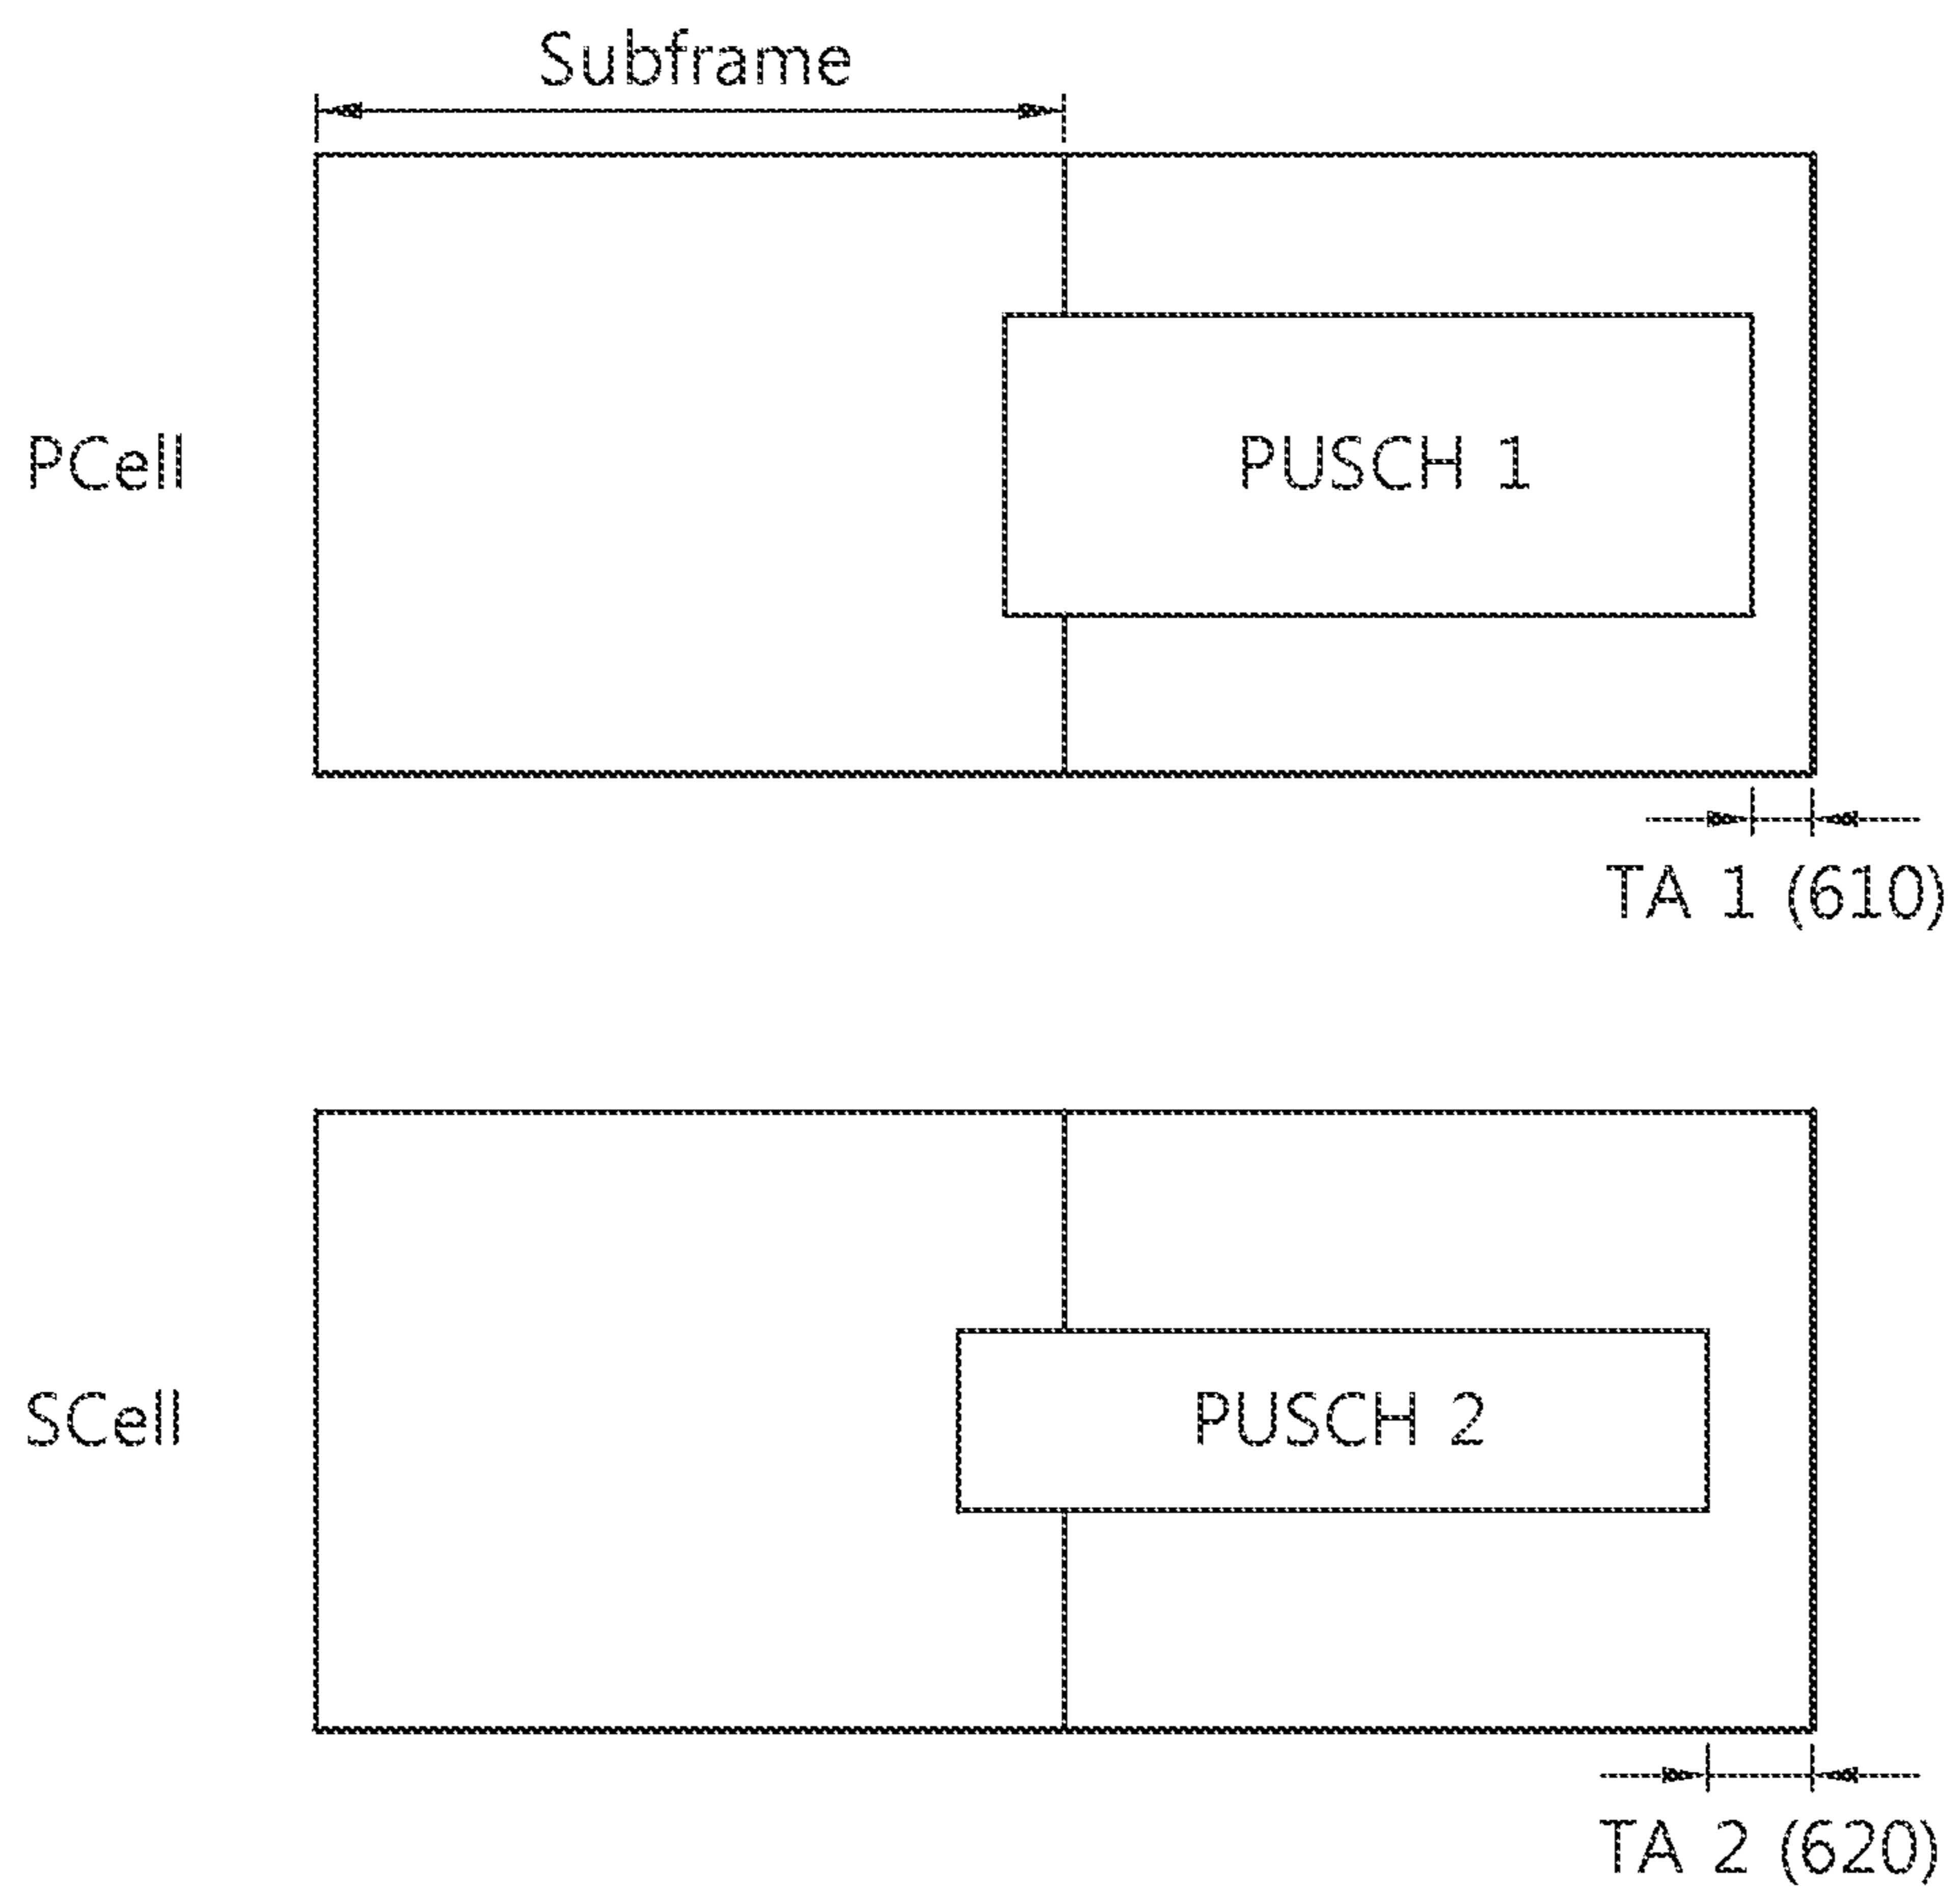 Subframe
PCell
PUSCH 1
TA 1 (610)
SCell
PUSCH 2
TA 2 (620)